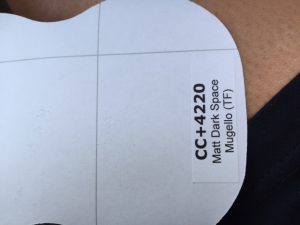 CC+4220
Matt Dark Space
Mugello (TF)